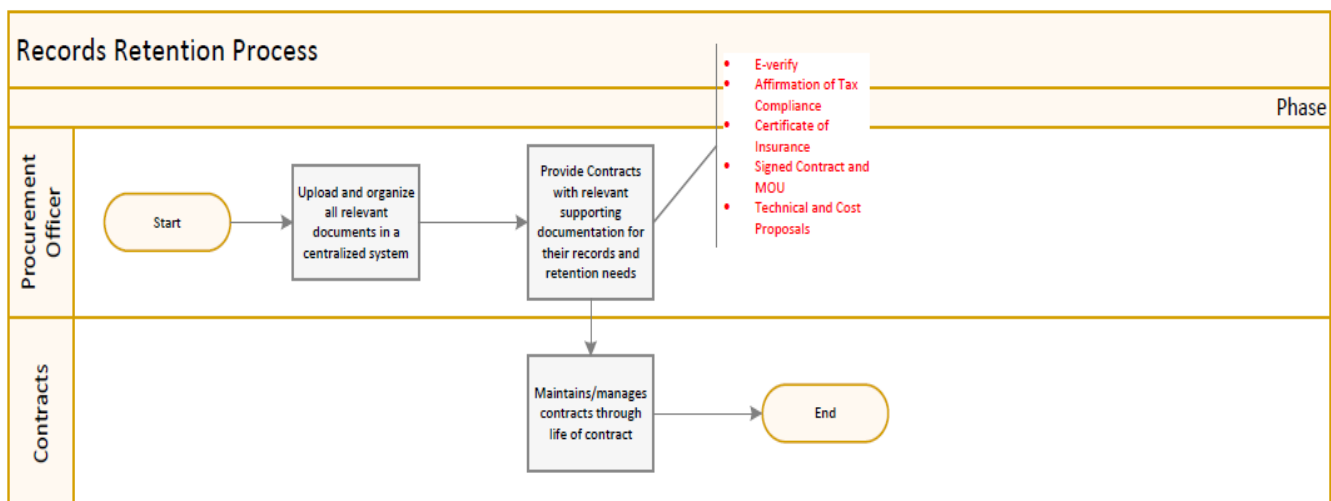 Records Retention Process
Phase
Procurement
Officer
Start
Upload and organize
all relevant
documents in a
centralized system
Provide Contracts
with relevant
supporting
documentation for
their records and
retention needs
• E-verify
• Affirmation of Tax
Compliance
• Certificate of
Insurance
• Signed Contract and
MOU
• Technical and Cost
Proposals
Contracts
Maintains/manages
contracts through
life of contract
End